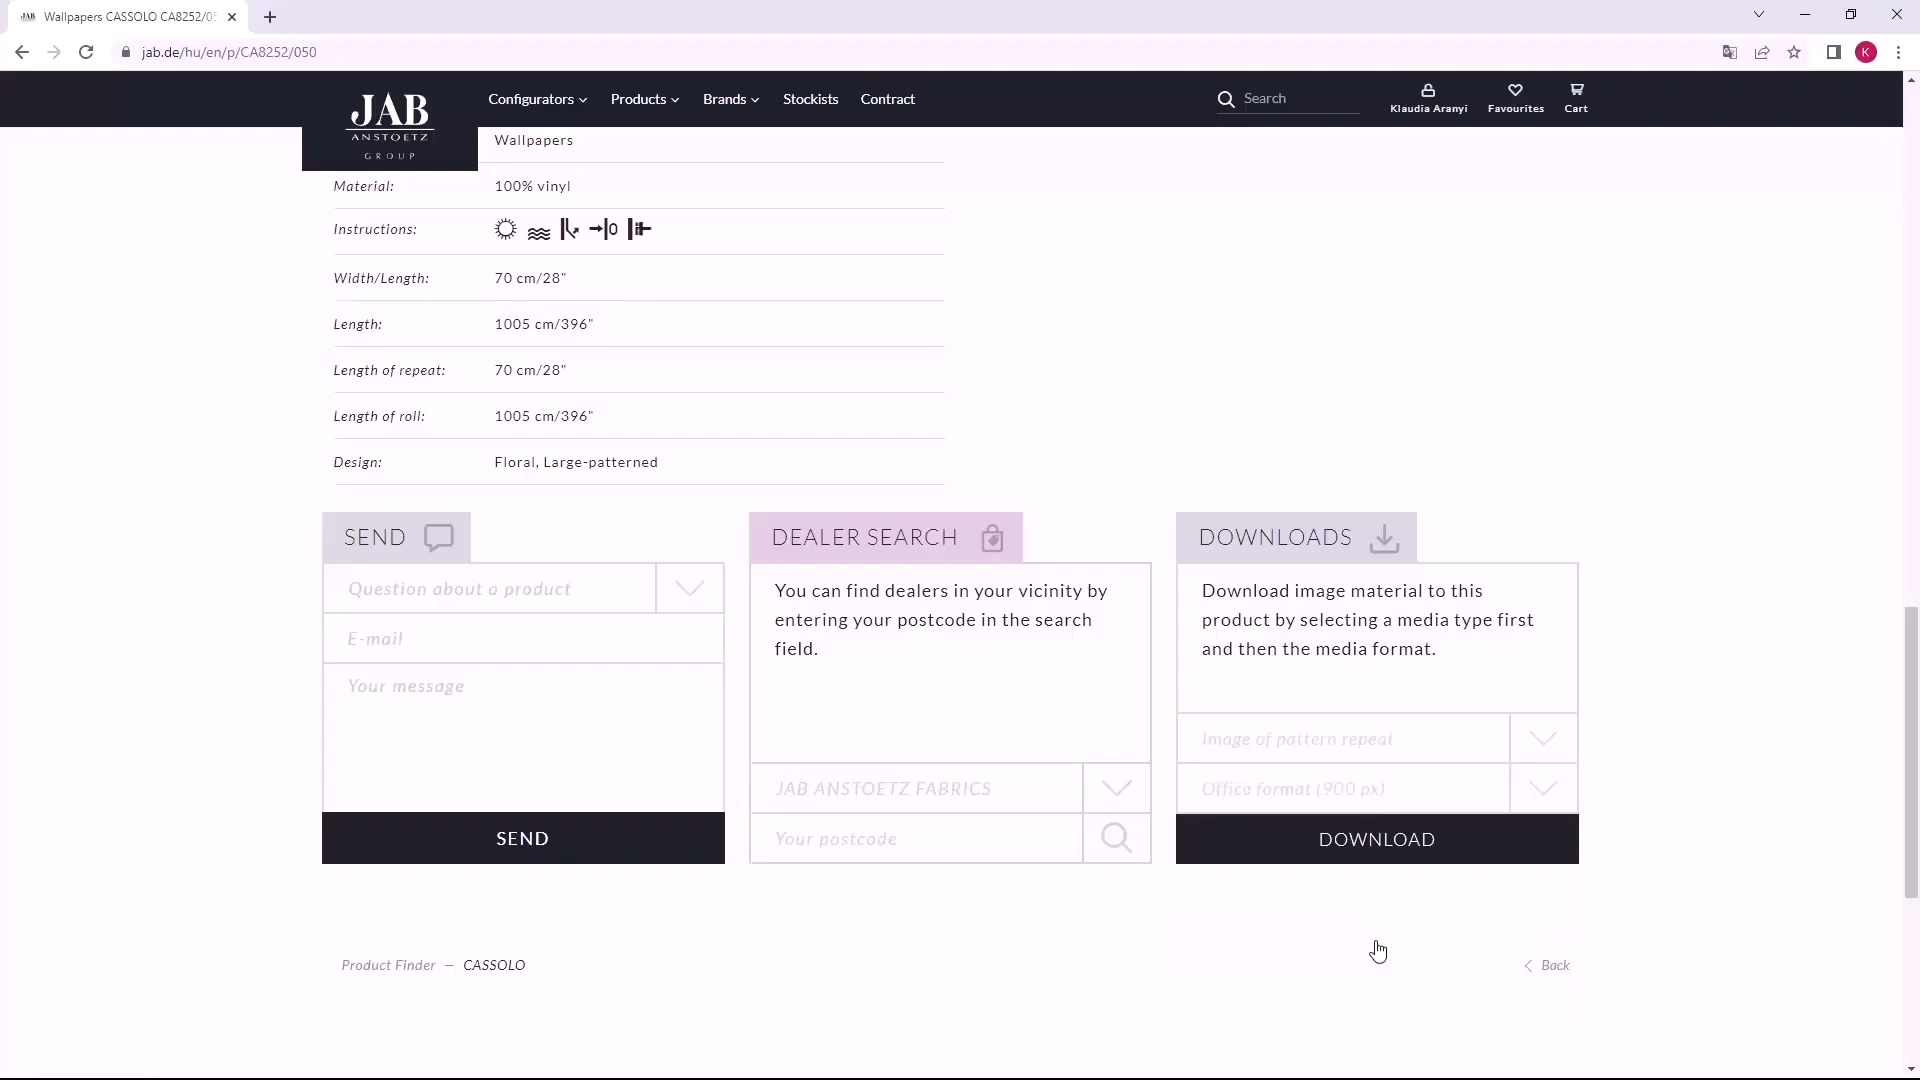 Wallpapers CASSOLO CA8252/05
jab.de/hu/en/p/CA8252/050
K
JAB
ANSTOETZ
GROUP
Configurators
Products
Brands
Stockists
Contract
Search
Klaudia Aranyi
Favourites
Cart
Wallpapers
Material: 100% vinyl
Instructions:
Width/Length: 70 cm/28"
Length: 1005 cm/396"
Length of repeat: 70 cm/28"
Length of roll: 1005 cm/396"
Design: Floral, Large-patterned
SEND
Question about a product
E-mail
Your message
SEND
DEALER SEARCH
You can find dealers in your vicinity by
entering your postcode in the search
field.
JAB ANSTOETZ FABRICS
Your postcode
DOWNLOADS
Download image material to this
product by selecting a media type first
and then the media format.
Image of pattern repeat
Office format (900 px)
DOWNLOAD
Product Finder — CASSOLO
Back